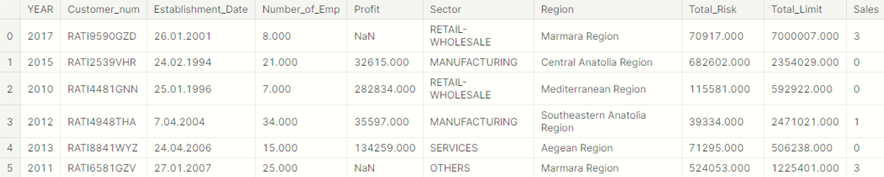 YEAR Customer_num Establishment_Date Number_of_Emp Profit Sector Region Total_Risk Total_Limit Sales
0 2017 RATI9590GZD 26.01.2001 8.000 NaN RETAIL-WHOLESALE Marmara Region 70917.000 7000007.000 3
1 2015 RATI2539VHR 24.02.1994 21.000 32615.000 MANUFACTURING Central Anatolia Region 682602.000 2354029.000 0
2 2010 RATI4481GNN 25.01.1996 7.000 282834.000 RETAIL-WHOLESALE Mediterranean Region 115581.000 592922.000 0
3 2012 RATI4948THA 7.04.2004 34.000 35597.000 MANUFACTURING Southeastern Anatolia Region 39334.000 2471021.000 1
4 2013 RATI8841WYZ 24.04.2006 15.000 134259.000 SERVICES Aegean Region 71295.000 506238.000 0
5 2011 RATI6581GZV 27.01.2007 25.000 NaN OTHERS Marmara Region 524053.000 1225401.000 3